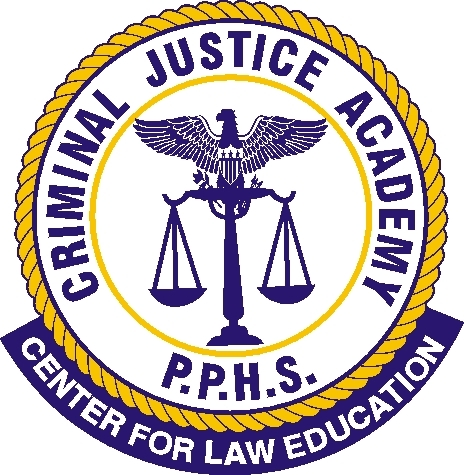 CRIMINAL JUSTICE ACADEMY
P.P.H.S.
CENTER FOR LAW EDUCATION